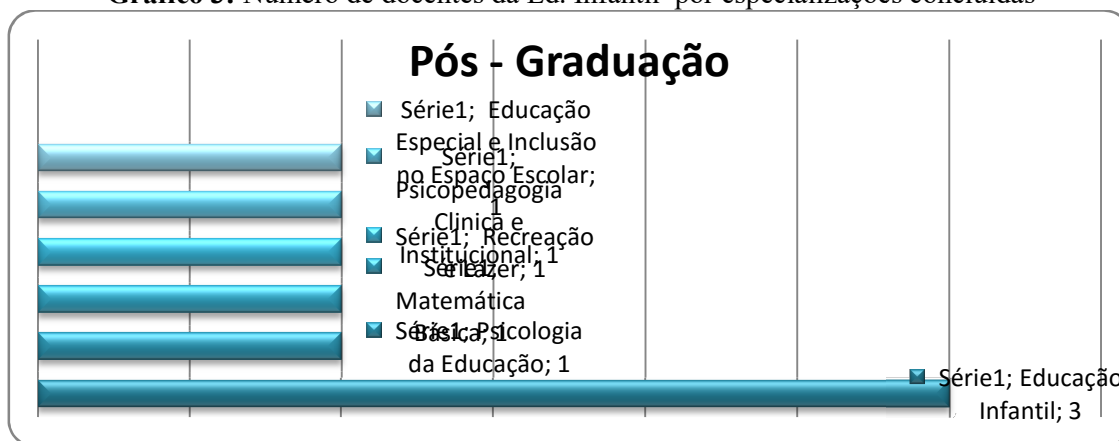 Gráfico 3: Número de docentes da Ed. Infantil por especializações concluídas
Pós - Graduação
Série1; Educação
Especial e Inclusão
no Espaço Escolar;
1
Série1;
Psicopedagogia
Clinica e
Institucional; 1
Série1; Recreação
e Lazer; 1
Série1;
Matemática
Básica; 1
Série1; Psicologia
da Educação; 1
Série1; Educação
Infantil; 3